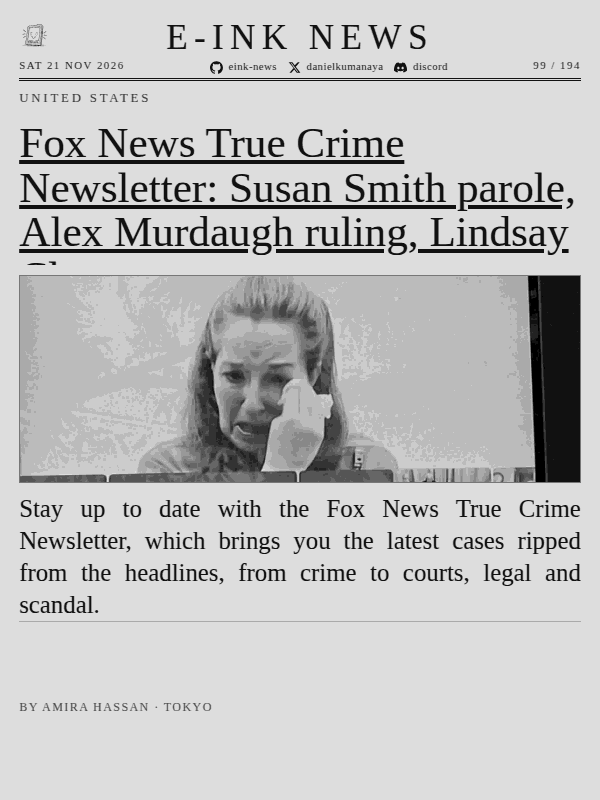 E-INK NEWS
SAT 21 NOV 2026
eink-news
danielkumanaya
discord
99 / 194
UNITED STATES
Fox News True Crime
Newsletter: Susan Smith parole,
Alex Murdaugh ruling, Lindsay
Stay up to date with the Fox News True Crime
Newsletter, which brings you the latest cases ripped
from the headlines, from crime to courts, legal and
scandal.
BY AMIRA HASSAN · TOKYO